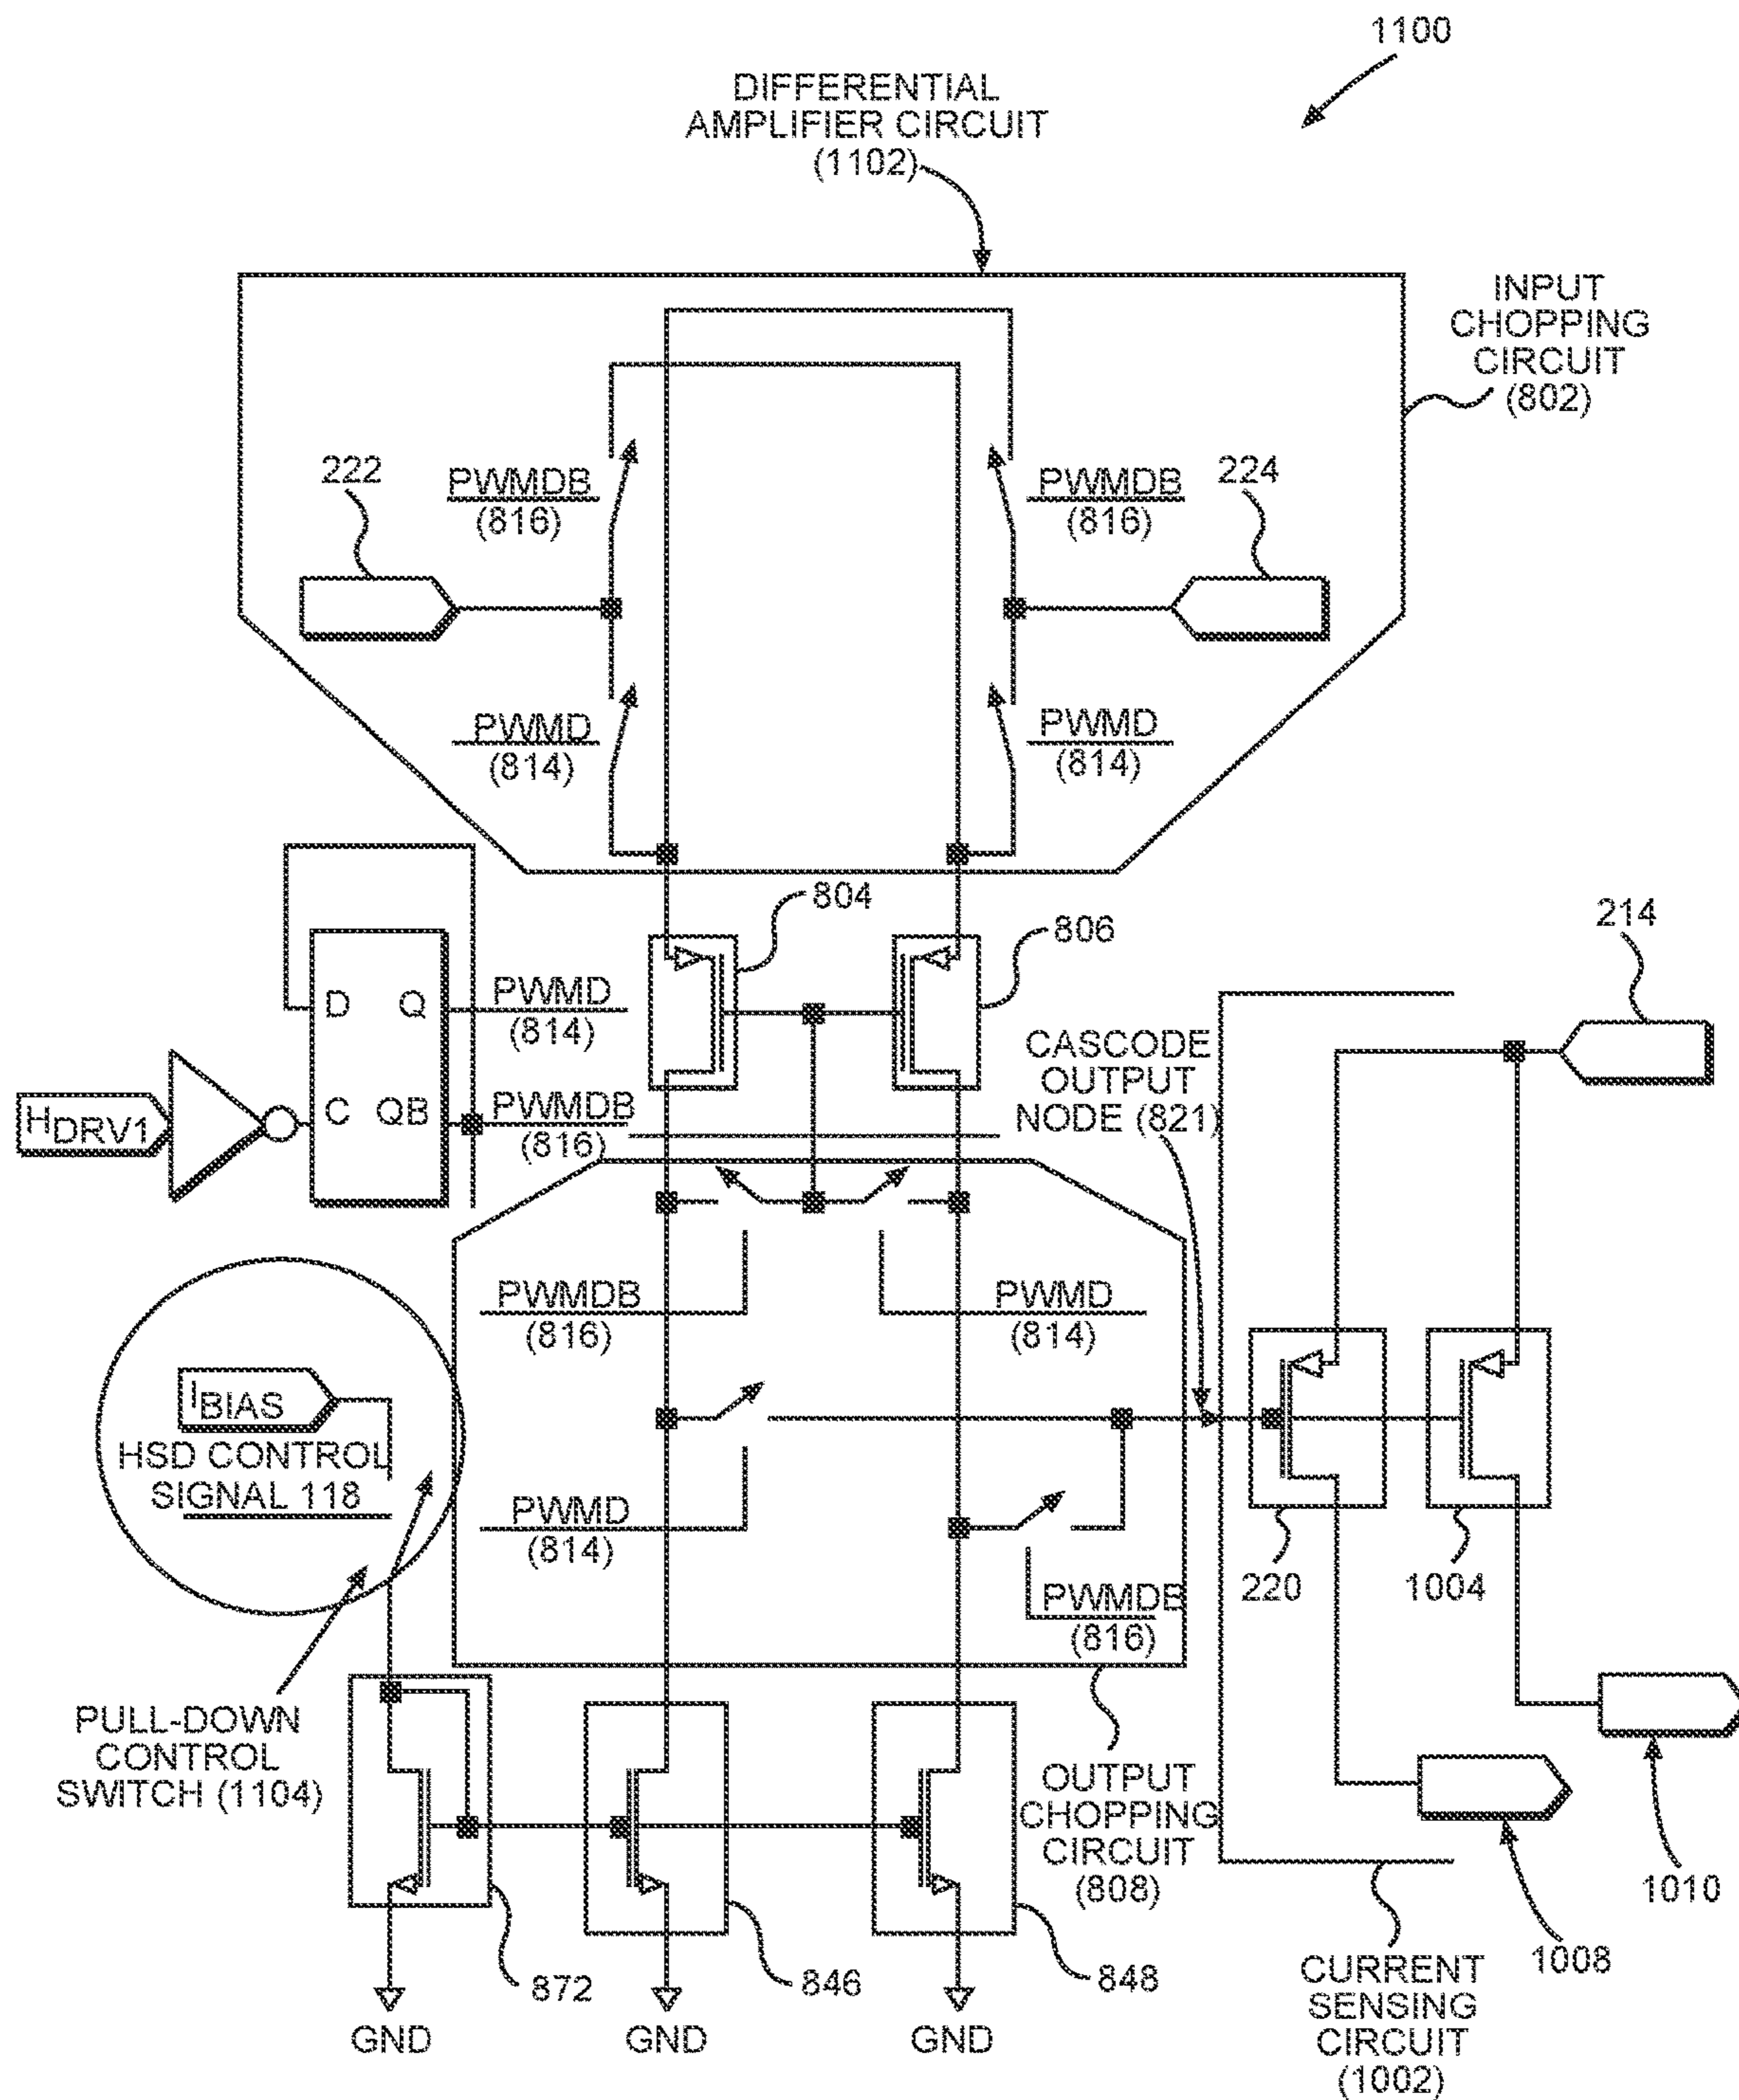 1100
DIFFERENTIAL
AMPLIFIER CIRCUIT
(1102)
INPUT
CHOPPING
CIRCUIT
(802)
222
PWMDB
(816)
PWMDB
(816)
224
PWMD
(814)
PWMD
(814)
804
806
214
D
Q
PWMD
(814)
CASCODE
OUTPUT
NODE (821)
HDRV1
C
QB
PWMDB
(816)
PWMDB
(816)
PWMD
(814)
IBIAS
HSD CONTROL
SIGNAL 118
PWMD
(814)
PWMDB
(816)
220
1004
PULL-DOWN
CONTROL
SWITCH (1104)
OUTPUT
CHOPPING
CIRCUIT
(808)
1010
1008
872
846
848
CURRENT
SENSING
CIRCUIT
(1002)
GND
GND
GND